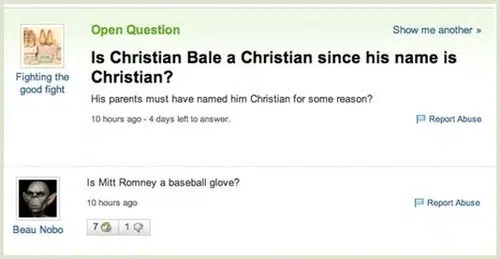 Open Question
Show me another »
Is Christian Bale a Christian since his name is
Christian?
Fighting the
good fight
His parents must have named him Christian for some reason?
10 hours ago - 4 days left to answer.
Report Abuse
Is Mitt Romney a baseball glove?
10 hours ago
Report Abuse
Beau Nobo
7
1